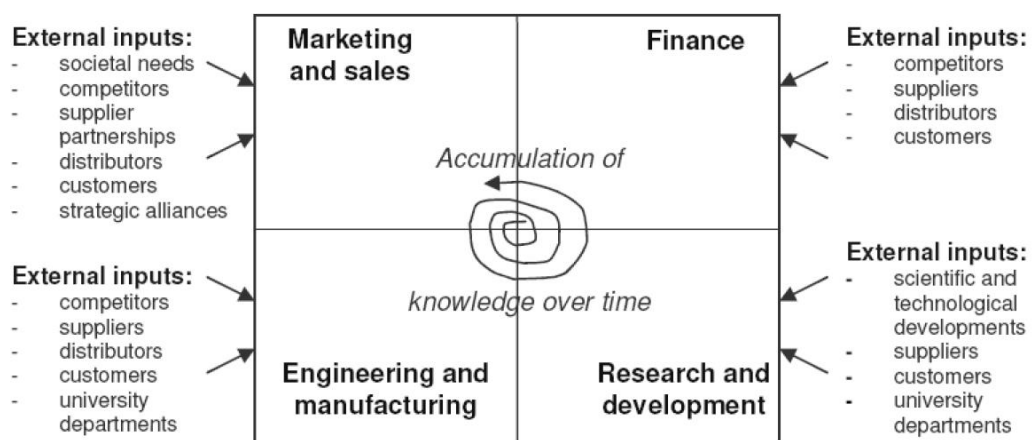 External inputs:
- societal needs
- competitors
- supplier
partnerships
- distributors
- customers
- strategic alliances
Marketing
and sales
Finance
External inputs:
- competitors
- suppliers
- distributors
- customers
Accumulation of
knowledge over time
External inputs:
- competitors
- suppliers
- distributors
- customers
- university
departments
Engineering and
manufacturing
Research and
development
External inputs:
- scientific and
technological
developments
- suppliers
- customers
- university
departments